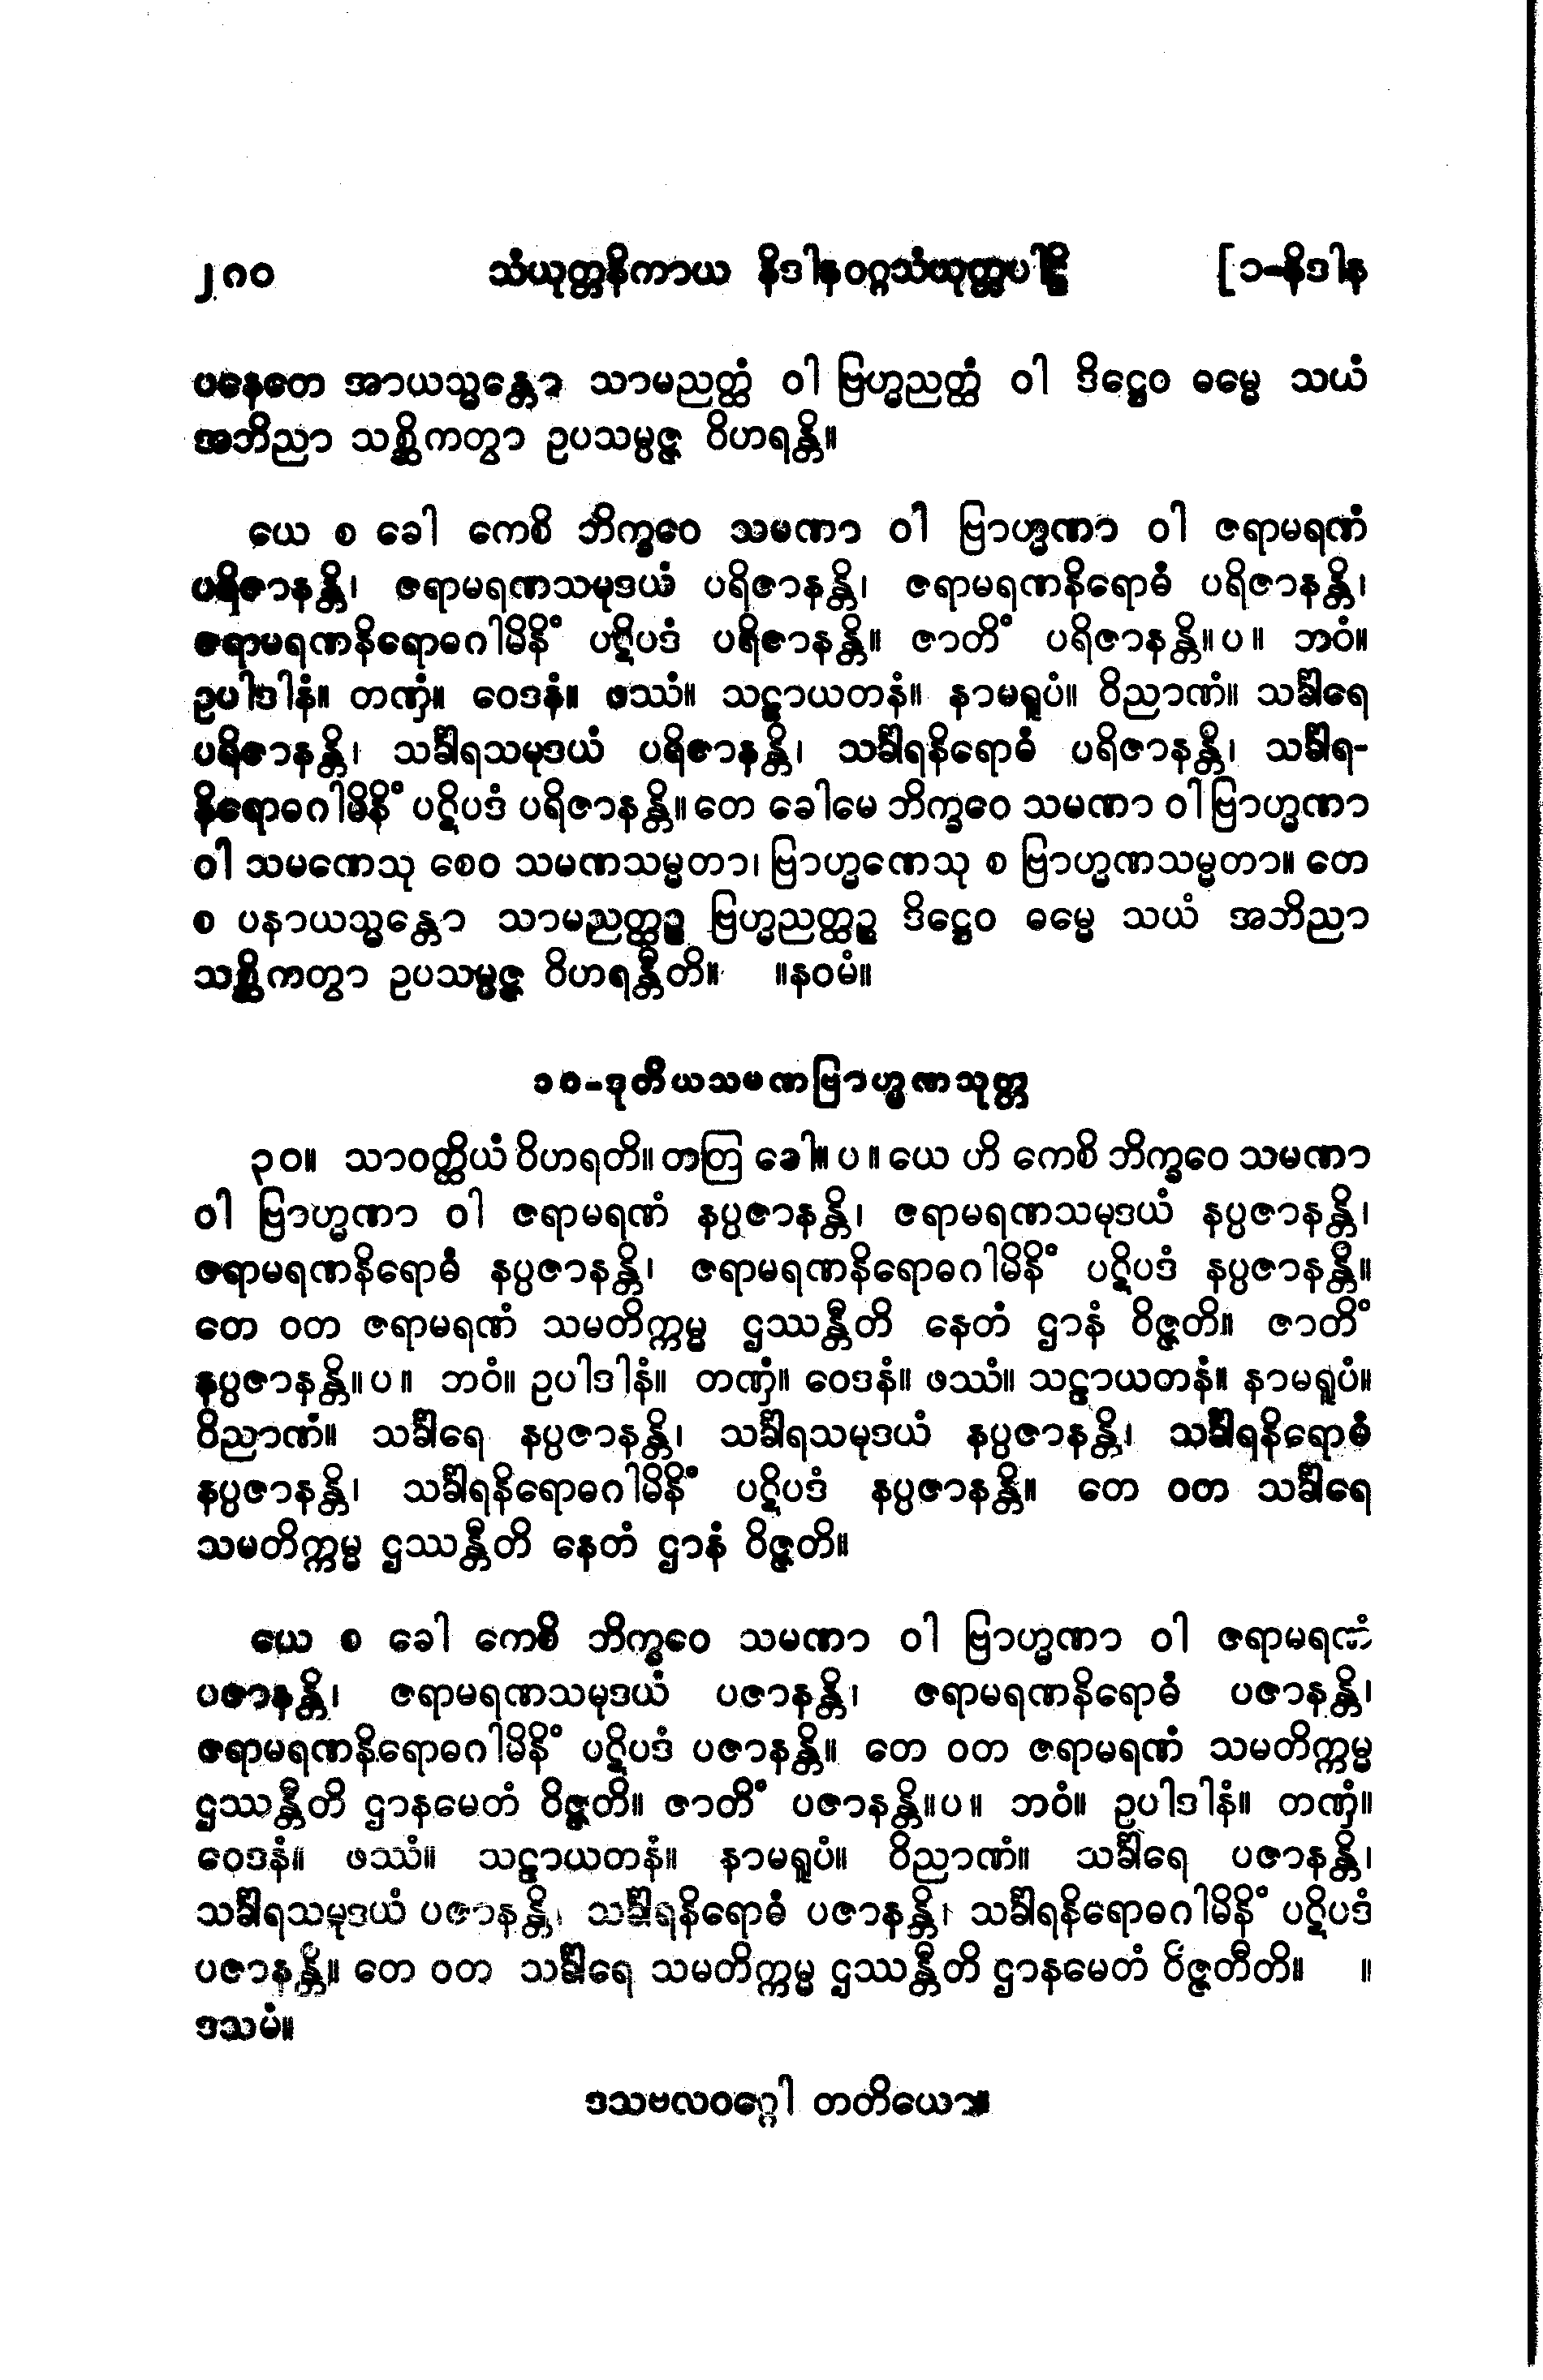 ၂၈၀ သံယုတ္တနိကာယ နိဒါနဝဂ္ဂသံယုတ္တပါဠိ [၁-နိဒါန
ပနေတေ အာယသ္မန္တော သာမညတ္ထံ ဝါ ဗြဟ္မညတ္ထံ ဝါ ဒိဋ္ဌေဝ ဓမ္မေ သယံ
အဘိညာ သစ္ဆိကတွာ ဥပသမ္ပဇ္ဇ ဝိဟရန္တိ။
ယေ စ ခေါ ကေစိ ဘိက္ခဝေ သမဏာ ဝါ ဗြာဟ္မဏာ ဝါ ဇရာမရဏံ
ပရိဇာနန္တိ၊ ဇရာမရဏသမုဒယံ ပရိဇာနန္တိ၊ ဇရာမရဏနိရောဓံ ပရိဇာနန္တိ၊
ဇရာမရဏနိရောဓဂါမိနိံ ပဋိပဒံ ပရိဇာနန္တိ။ ဇာတိံ ပရိဇာနန္တိ။ပ။ ဘဝံ။
ဥပါဒါနံ။ တဏှံ။ ဝေဒနံ။ ဖဿံ။ သဠာယတနံ။ နာမရူပံ။ ဝိညာဏံ။ သင်္ခါရေ
ပရိဇာနန္တိ၊ သင်္ခါရသမုဒယံ ပရိဇာနန္တိ၊ သင်္ခါရနိရောဓံ ပရိဇာနန္တိ၊ သင်္ခါရ-
နိရောဓဂါမိနိံ ပဋိပဒံ ပရိဇာနန္တိ။ တေ ခေါမေ ဘိက္ခဝေ သမဏာ ဝါ ဗြာဟ္မဏာ
ဝါ သမဏေသု စေဝ သမဏသမ္မတာ၊ ဗြာဟ္မဏေသု စ ဗြာဟ္မဏသမ္မတာ။ တေ
စ ပနာယသ္မန္တော သာမညတ္ထဉ္စ ဗြဟ္မညတ္ထဉ္စ ဒိဋ္ဌေဝ ဓမ္မေ သယံ အဘိညာ
သစ္ဆိကတွာ ဥပသမ္ပဇ္ဇ ဝိဟရန္တီတိ။ ။နဝမံ။
၁၀-ဒုတိယသမဏဗြာဟ္မဏသုတ္တ
၃၀။ သာဝတ္ထိယံ ဝိဟရတိ။ တတြ ခေါ။ ပ ။ ယေ ဟိ ကေစိ ဘိက္ခဝေ သမဏာ
ဝါ ဗြာဟ္မဏာ ဝါ ဇရာမရဏံ နပ္ပဇာနန္တိ၊ ဇရာမရဏသမုဒယံ နပ္ပဇာနန္တိ၊
ဇရာမရဏနိရောဓံ နပ္ပဇာနန္တိ၊ ဇရာမရဏနိရောဓဂါမိနိံ ပဋိပဒံ နပ္ပဇာနန္တိ။
တေ ဝတ ဇရာမရဏံ သမတိက္ကမ္မ ဌဿန္တီတိ နေတံ ဌာနံ ဝိဇ္ဇတိ။ ဇာတိံ
နပ္ပဇာနန္တိ။ပ။ ဘဝံ။ ဥပါဒါနံ။ တဏှံ။ ဝေဒနံ။ ဖဿံ။ သဠာယတနံ။ နာမရူပံ။
ဝိညာဏံ။ သင်္ခါရေ နပ္ပဇာနန္တိ၊ သင်္ခါရသမုဒယံ နပ္ပဇာနန္တိ၊ သင်္ခါရနိရောဓံ
နပ္ပဇာနန္တိ၊ သင်္ခါရနိရောဓဂါမိနိံ ပဋိပဒံ နပ္ပဇာနန္တိ။ တေ ဝတ သင်္ခါရေ
သမတိက္ကမ္မ ဌဿန္တီတိ နေတံ ဌာနံ ဝိဇ္ဇတိ။
ယေ စ ခေါ ကေစိ ဘိက္ခဝေ သမဏာ ဝါ ဗြာဟ္မဏာ ဝါ ဇရာမရဏံ
ပဇာနန္တိ၊ ဇရာမရဏသမုဒယံ ပဇာနန္တိ၊ ဇရာမရဏနိရောဓံ ပဇာနန္တိ၊
ဇရာမရဏနိရောဓဂါမိနိံ ပဋိပဒံ ပဇာနန္တိ။ တေ ဝတ ဇရာမရဏံ သမတိက္ကမ္မ
ဌဿန္တီတိ ဌာနမေတံ ဝိဇ္ဇတိ။ ဇာတိံ ပဇာနန္တိ။ပ။ ဘဝံ။ ဥပါဒါနံ။ တဏှံ။
ဝေဒနံ။ ဖဿံ။ သဠာယတနံ။ နာမရူပံ။ ဝိညာဏံ။ သင်္ခါရေ ပဇာနန္တိ၊
သင်္ခါရသမုဒယံ ပဇာနန္တိ၊ သင်္ခါရနိရောဓံ ပဇာနန္တိ၊ သင်္ခါရနိရောဓဂါမိနိံ ပဋိပဒံ
ပဇာနန္တိ။ တေ ဝတ သင်္ခါရေ သမတိက္ကမ္မ ဌဿန္တီတိ ဌာနမေတံ ဝိဇ္ဇတီတိ။ ။
ဒသမံ။
ဒသဗလဝဂ္ဂေါ တတိယော။